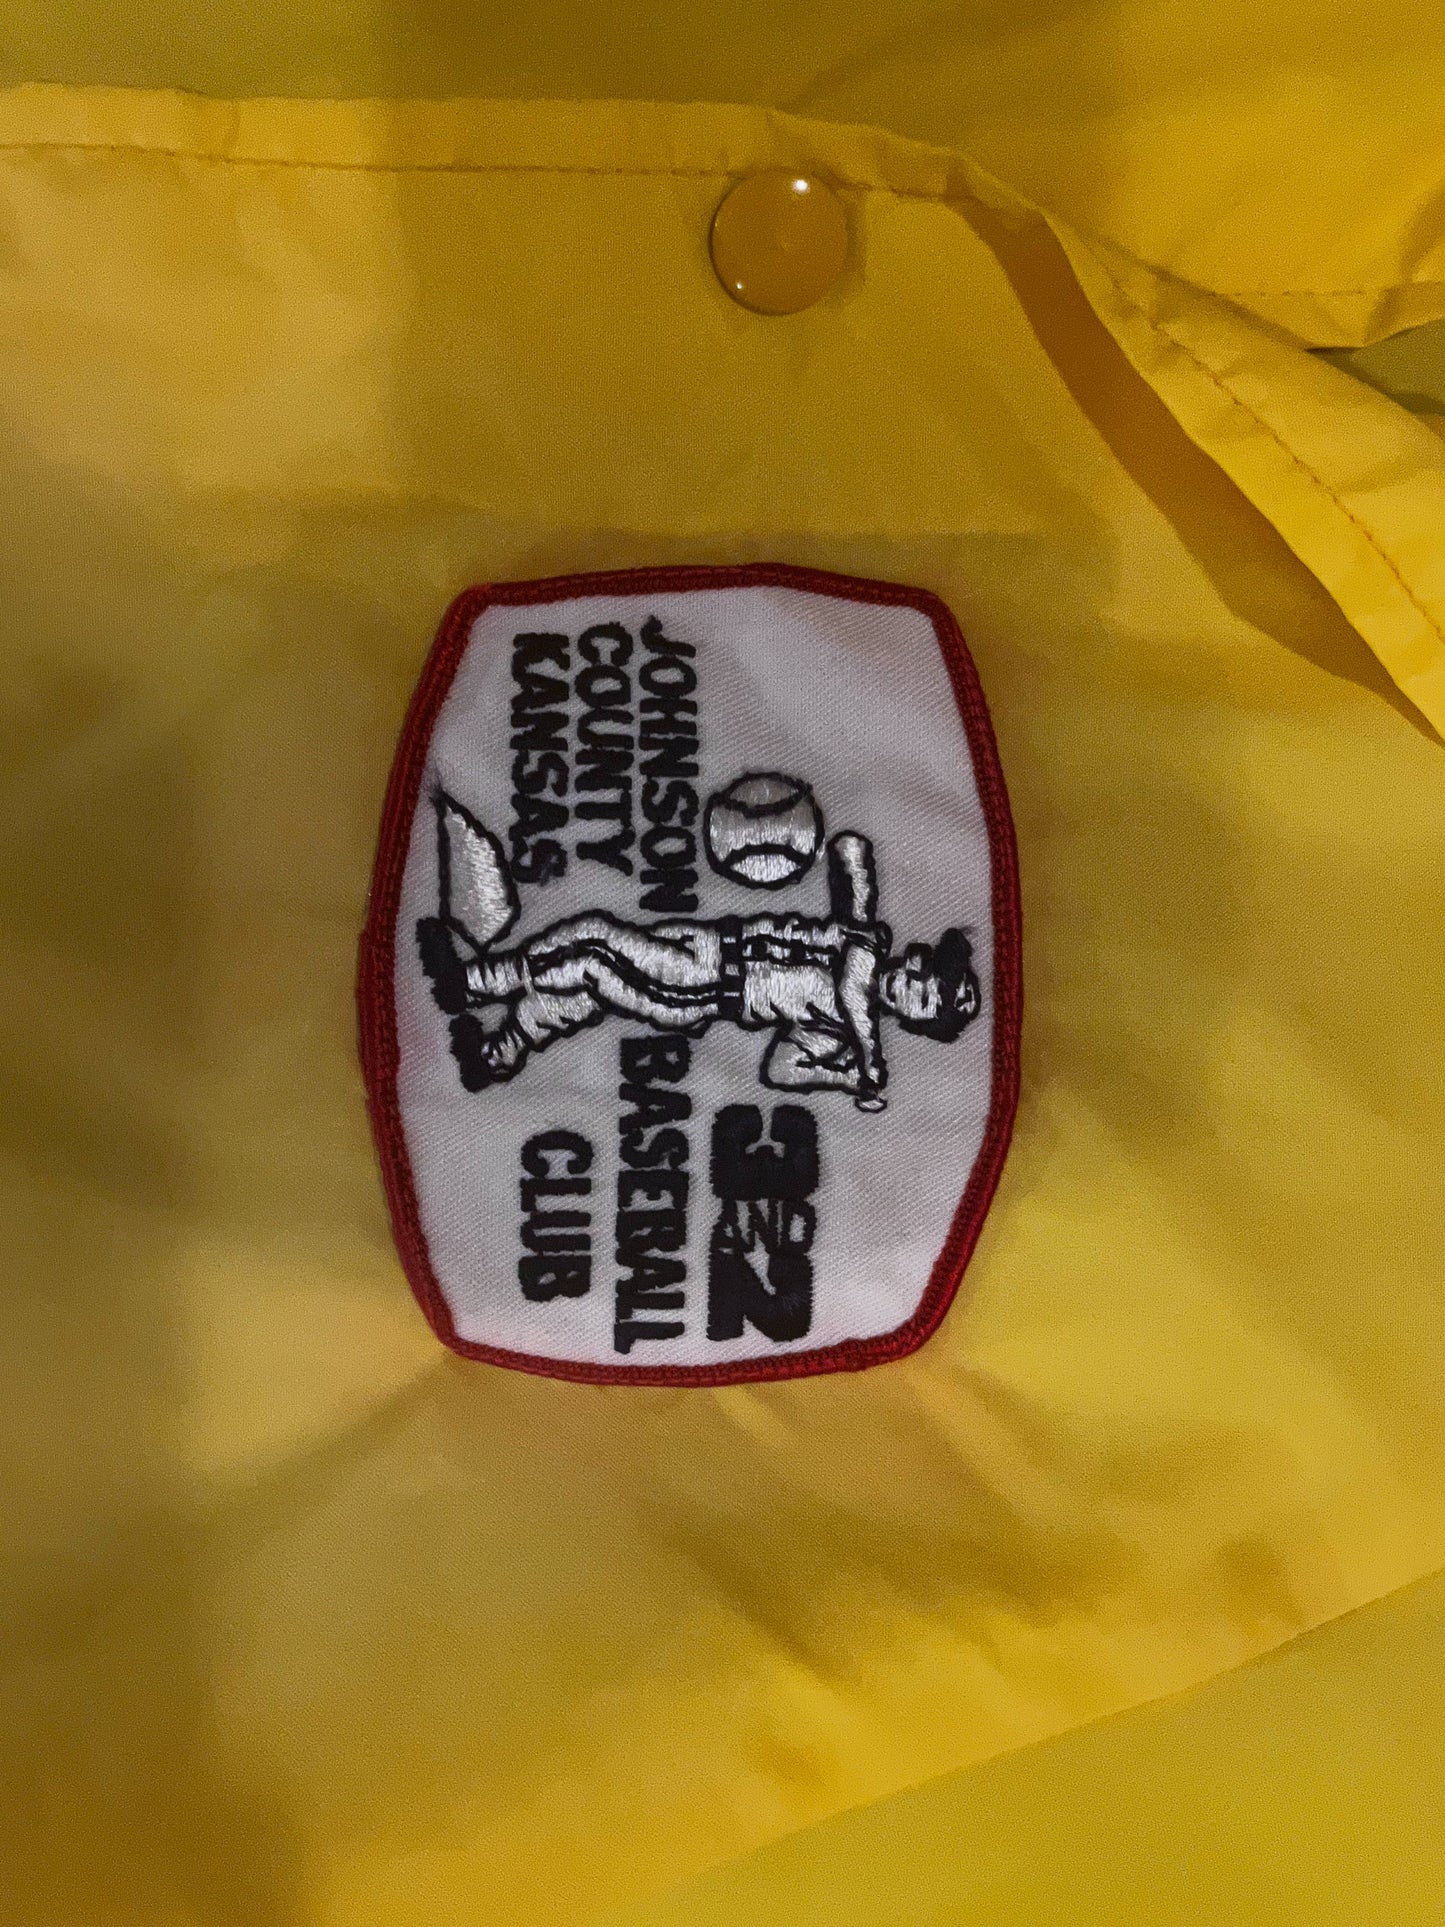 JOHNSON
COUNTY
KANSAS
3 AND 2
BASEBALL
CLUB